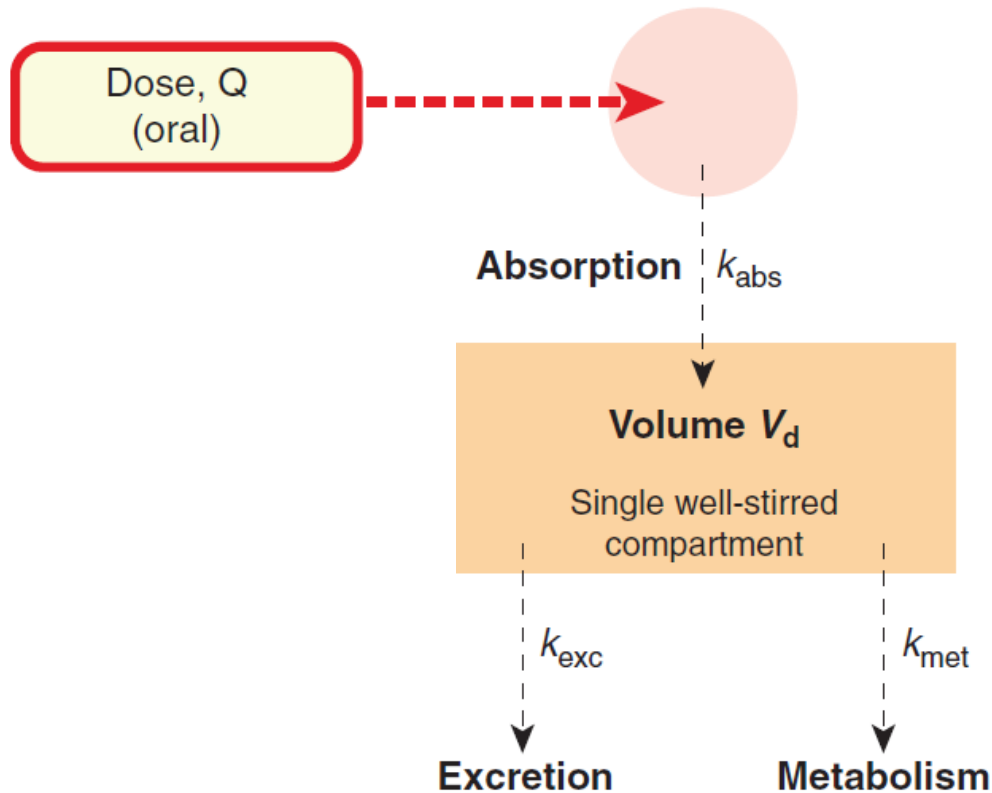 Dose, Q
(oral)
Absorption
kabs
Volume Vd
Single well-stirred
compartment
kexc
kmet
Excretion
Metabolism